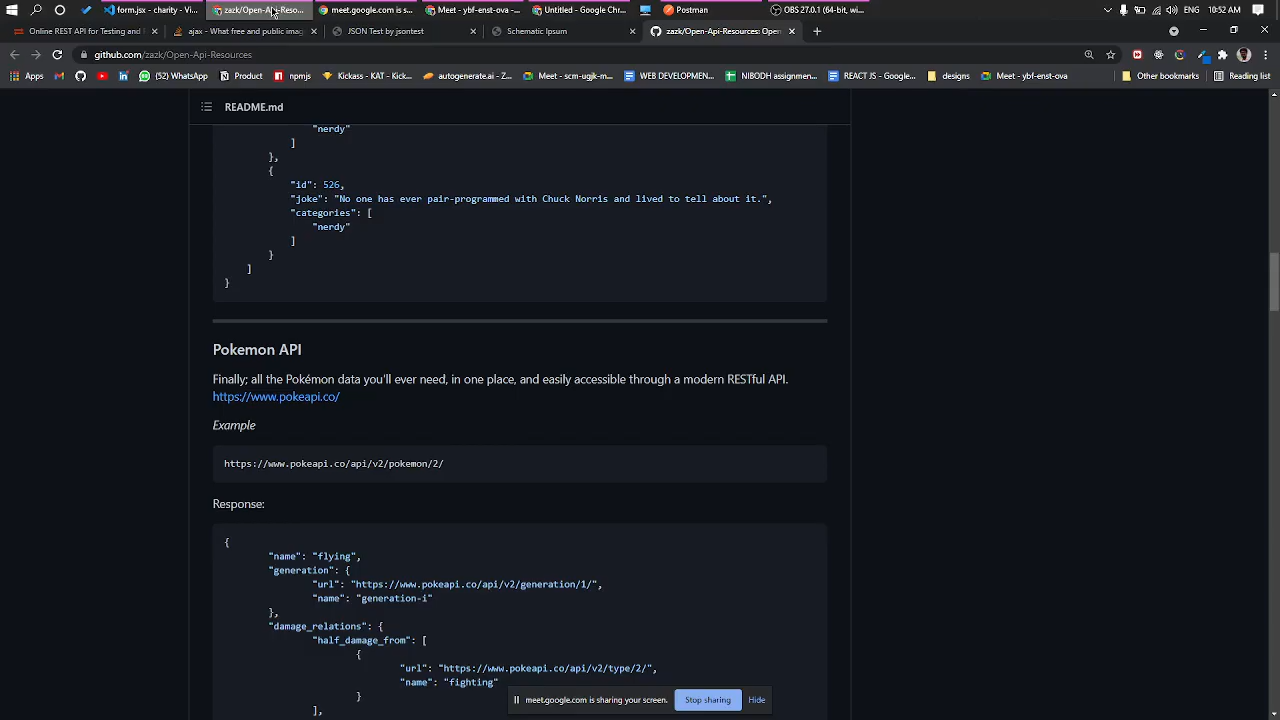 form.jsx - charity - Vi...
zazk/Open-Api-Reso...
meet.google.com is s...
Meet - ybf-enst-ova -...
Untitled - Google Chr...
Postman
OBS 27.0.1 (64-bit, wi...
ENG
10:52 AM
Online REST API for Testing and
ajax - What free and public imag
JSON Test By jsontest
Schematic Ipsum
zazk/Open-Api-Resources: Open
github.com/zazk/Open-Api-Resources
Apps
(52) WhatsApp
Product
npmjs
Kickass - KAT - Kick...
autogenerate.ai - Z...
Meet - scm-ugjk-m...
WEB DEVELOPMEN...
NIBODH assignmen...
REACT JS - Google...
designs
Meet - ybf-enst-ova
Other bookmarks
Reading list
README.md
"nerdy"
]
},
{
"id": 526,
"joke": "No one has ever pair-programmed with Chuck Norris and lived to tell about it.",
"categories": [
"nerdy"
]
}
]
}
Pokemon API
Finally; all the Pokémon data you'll ever need, in one place, and easily accessible through a modern RESTful API.
https://www.pokeapi.co/
Example
https://www.pokeapi.co/api/v2/pokemon/2/
Response:
{
"name": "flying",
"generation": {
"url": "https://www.pokeapi.co/api/v2/generation/1/",
"name": "generation-i"
},
"damage_relations": {
"half_damage_from": [
{
"url": "https://www.pokeapi.co/api/v2/type/2/",
"name": "fighting"
}
],
meet.google.com is sharing your screen.
Stop sharing
Hide